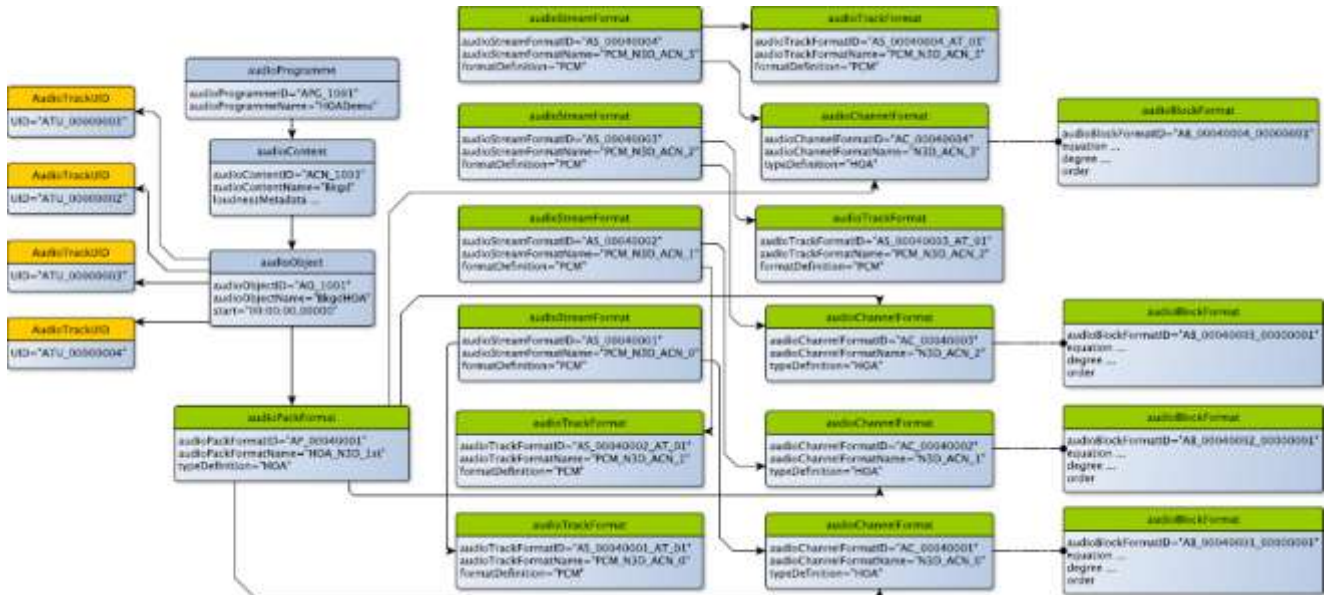 audioProgramme
audioProgrammeID="APG_1001"
audioProgrammeName="HOADemo"
audioContent
audioContentID="ACN_1001"
audioContentName="Bkgd"
loudnessMetadata ...
audioObject
audioObjectID="AO_1001"
audioObjectName="BkgdHOA"
start="00:00:00.00000"
audioPackFormat
audioPackFormatID="AP_00040001"
audioPackFormatName="HOA_N3D_1st"
typeDefinition="HOA"
AudioTrackUID
UID="ATU_00000001"
AudioTrackUID
UID="ATU_00000002"
AudioTrackUID
UID="ATU_00000003"
AudioTrackUID
UID="ATU_00000004"
audioStreamFormat
audioStreamFormatID="AS_00040004"
audioStreamFormatName="PCM_N3D_ACN_3"
formatDefinition="PCM"
audioTrackFormat
audioTrackFormatID="AS_00040004_AT_01"
audioTrackFormatName="PCM_N3D_ACN_3"
formatDefinition="PCM"
audioStreamFormat
audioStreamFormatID="AS_00040003"
audioStreamFormatName="PCM_N3D_ACN_2"
formatDefinition="PCM"
audioChannelFormat
audioChannelFormatID="AC_00040004"
audioChannelFormatName="N3D_ACN_3"
typeDefinition="HOA"
audioBlockFormat
equation ...
degree ...
order
audioStreamFormat
audioStreamFormatID="AS_00040002"
audioStreamFormatName="PCM_N3D_ACN_1"
formatDefinition="PCM"
audioTrackFormat
audioTrackFormatID="AS_00040003_AT_01"
audioTrackFormatName="PCM_N3D_ACN_2"
formatDefinition="PCM"
audioStreamFormat
audioStreamFormatID="AS_00040001"
audioStreamFormatName="PCM_N3D_ACN_0"
formatDefinition="PCM"
audioChannelFormat
audioChannelFormatID="AC_00040003"
audioChannelFormatName="N3D_ACN_2"
typeDefinition="HOA"
audioBlockFormat
audioBlockFormatID="AB_00040003_00000001"
equation ...
degree ...
order
audioTrackFormat
audioTrackFormatID="AS_00040002_AT_01"
audioTrackFormatName="PCM_N3D_ACN_1"
formatDefinition="PCM"
audioChannelFormat
audioChannelFormatID="AC_00040002"
audioChannelFormatName="N3D_ACN_1"
typeDefinition="HOA"
audioBlockFormat
audioBlockFormatID="AB_00040002_00000001"
equation ...
degree ...
order
audioTrackFormat
audioTrackFormatID="AS_00040001_AT_01"
audioTrackFormatName="PCM_N3D_ACN_0"
formatDefinition="PCM"
audioChannelFormat
audioChannelFormatID="AC_00040001"
audioChannelFormatName="N3D_ACN_0"
typeDefinition="HOA"
audioBlockFormat
audioBlockFormatID="AB_00040001_00000001"
equation ...
degree ...
order